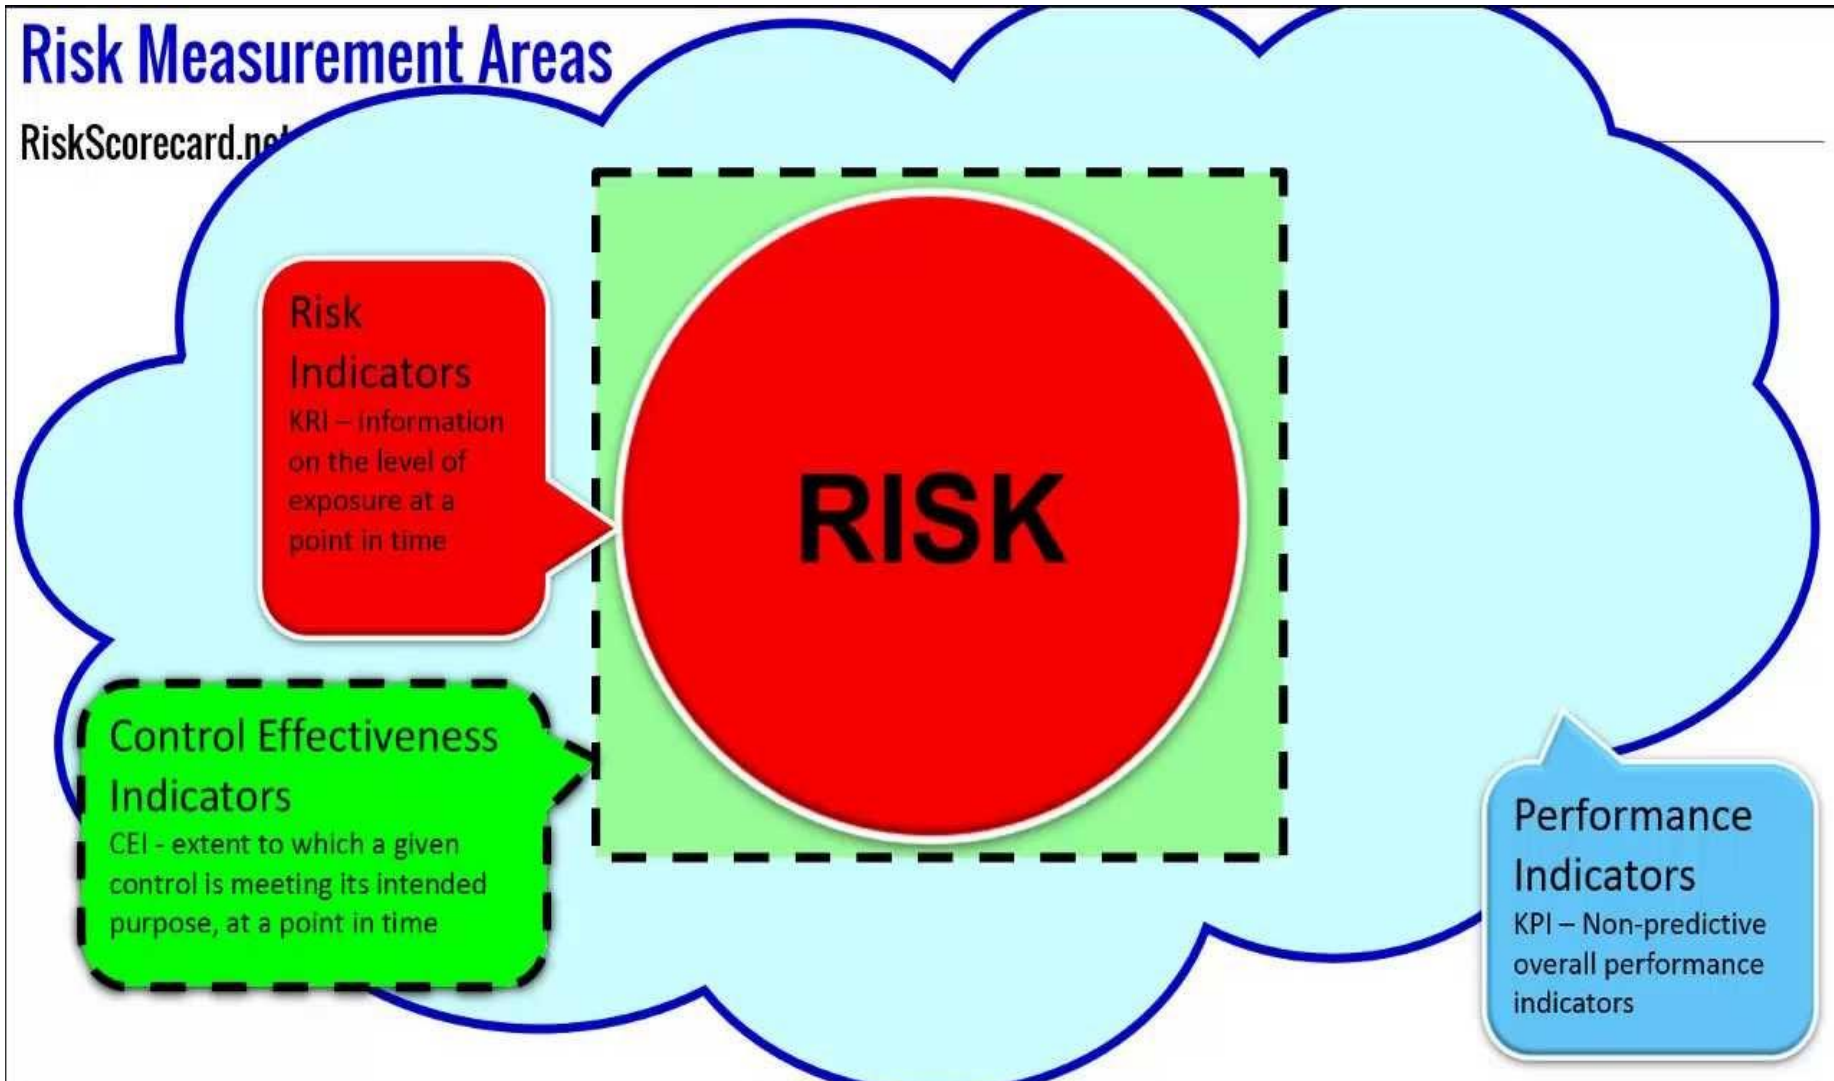 Risk Measurement Areas
RiskScorecard.net
Risk
Indicators
KRI – information
on the level of
exposure at a
point in time
RISK
Control Effectiveness
Indicators
CEI - extent to which a given
control is meeting its intended
purpose, at a point in time
Performance
Indicators
KPI – Non-predictive
overall performance
indicators